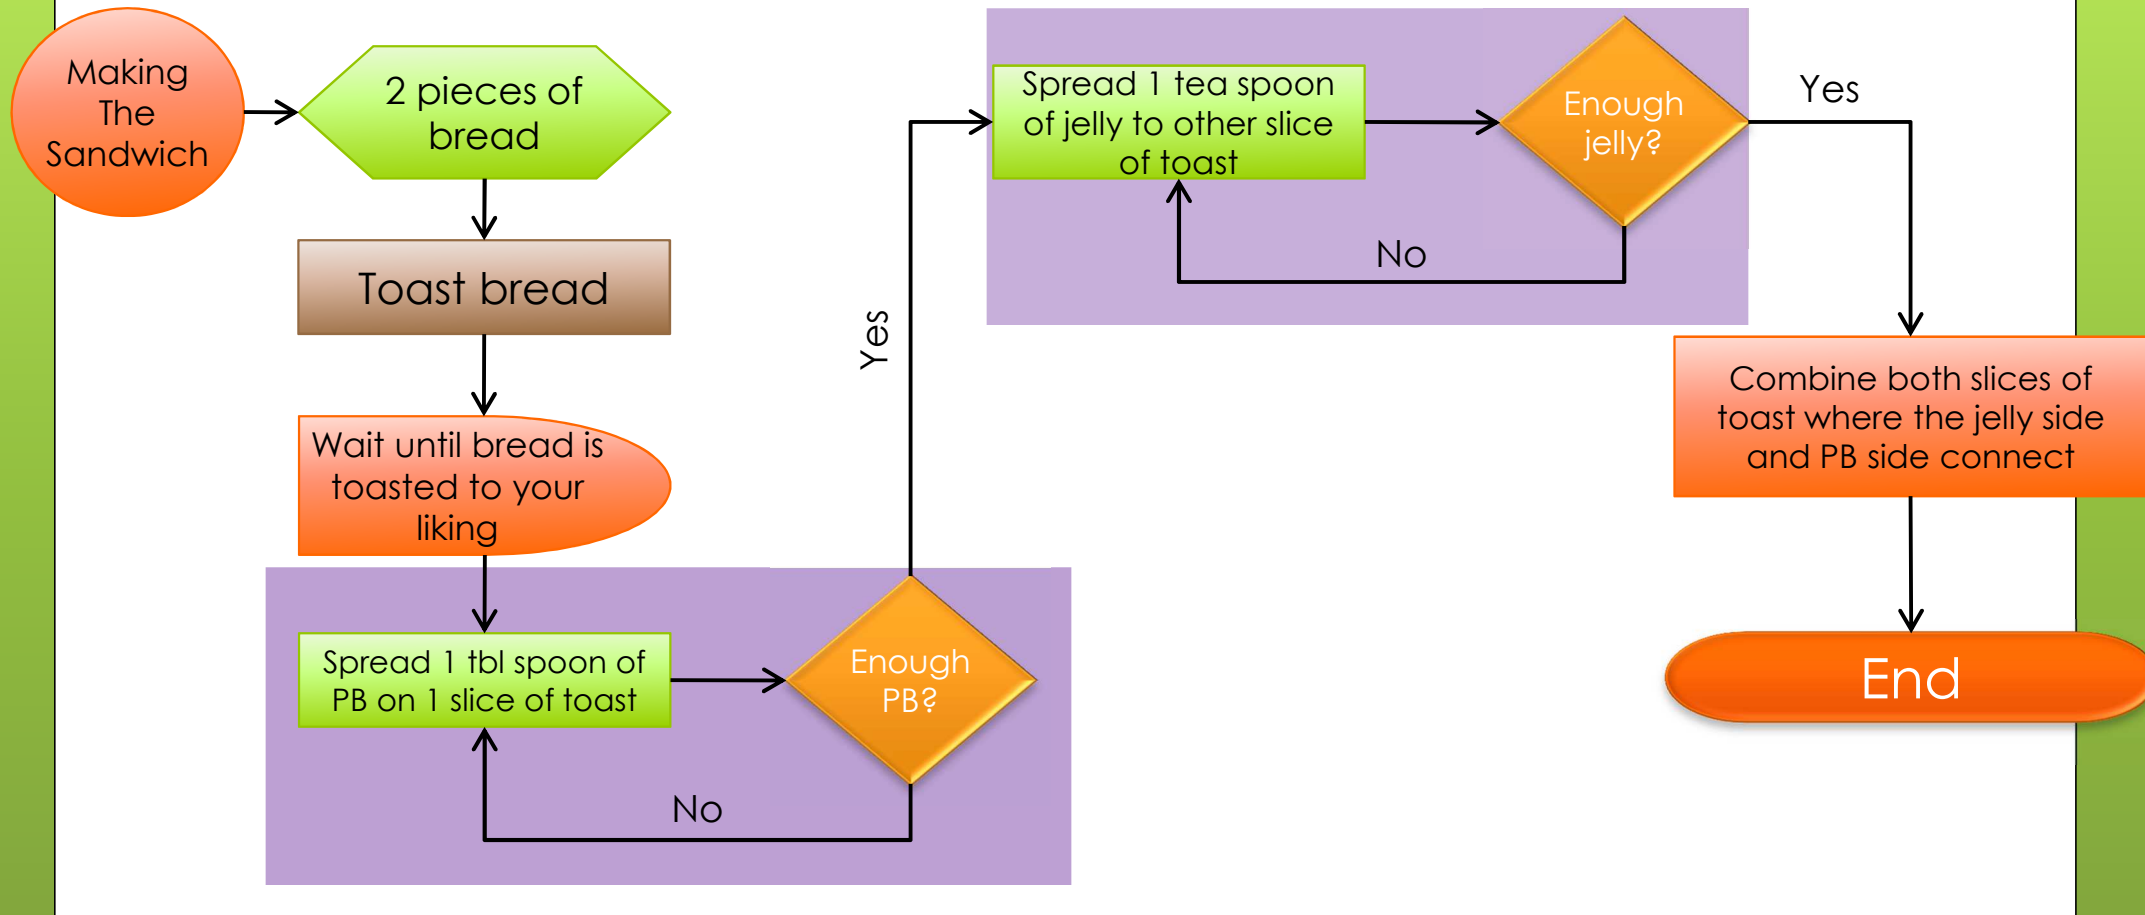 Making
The
Sandwich
2 pieces of
bread
Toast bread
Wait until bread is
toasted to your
liking
Spread 1 tbl spoon of
PB on 1 slice of toast
Enough
PB?
No
Yes
Spread 1 tea spoon
of jelly to other slice
of toast
Enough
jelly?
No
Yes
Combine both slices of
toast where the jelly side
and PB side connect
End